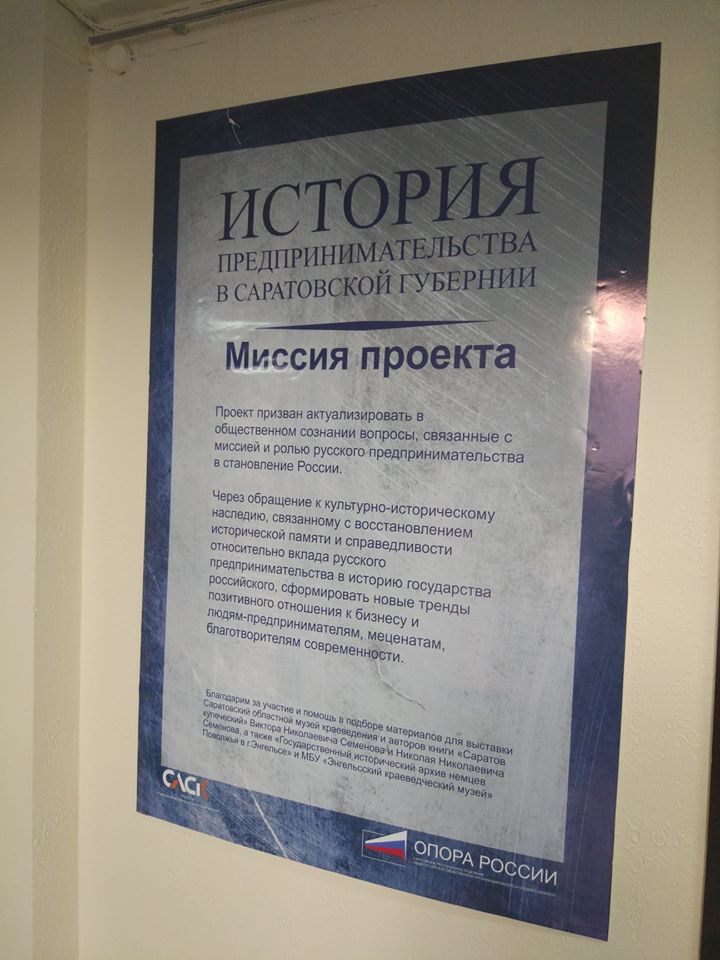 ИСТОРИЯ
ПРЕДПРИНИМАТЕЛЬСТВА
В САРАТОВСКОЙ ГУБЕРНИИ
Миссия проекта
Проект призван актуализировать в
общественном сознании вопросы, связанные с
миссией и ролью русского предпринимательства
в становление России.
Через обращение к культурно-историческому
наследию, связанному с восстановлением
исторической памяти и справедливости
относительно вклада русского
предпринимательства в историю государства
российского, сформировать новые тренды
позитивного отношения к бизнесу и
людям-предпринимателям, меценатам,
благотворителям современности.
Благодарим за участие и помощь в подборе материалов для выставки
Саратовский областной музей краеведения и авторов книги «Саратов
купеческий» Виктора Николаевича Семенова и Николая Николаевича
Семенова, а также «Государственный исторический архив немцев
Поволжья в г.Энгельсе» и МБУ «Энгельсский краеведческий музей»
ОПОРА РОССИИ